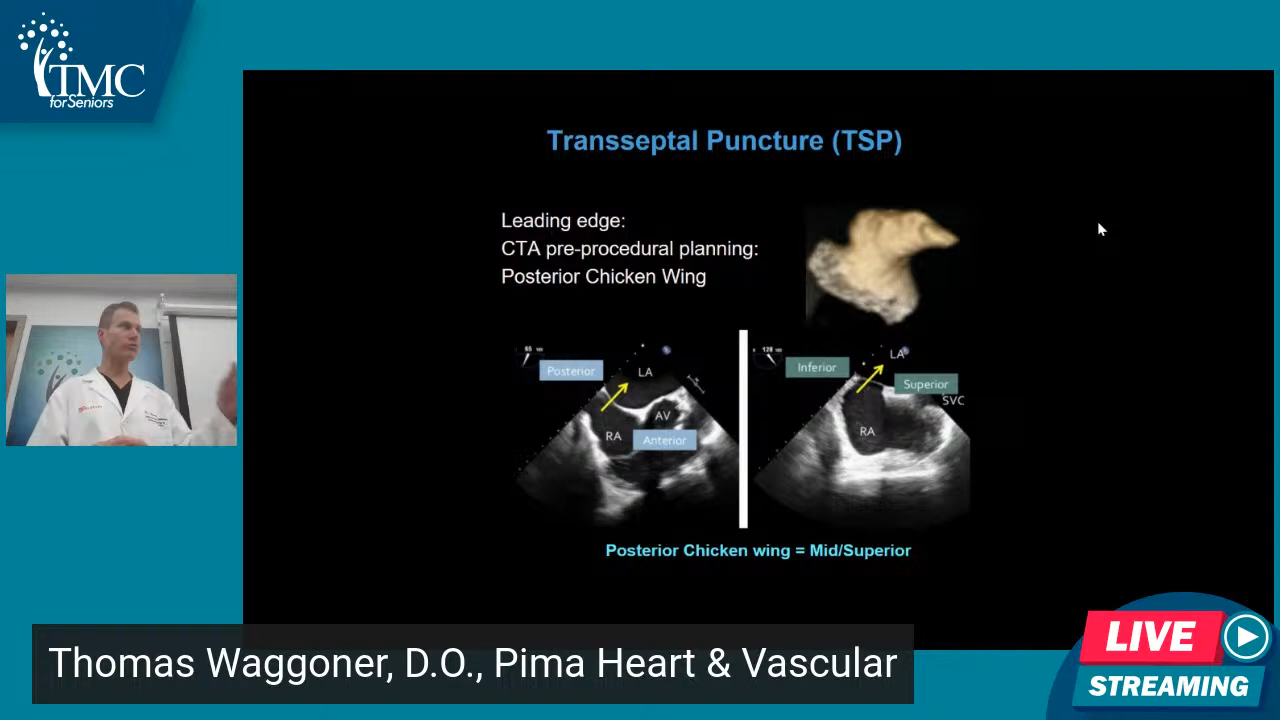 TMC
for Seniors
Transseptal Puncture (TSP)
Leading edge:
CTA pre-procedural planning:
Posterior Chicken Wing
Posterior
LA
AV
RA
Anterior
Inferior
LA
Superior
SVC
RA
Posterior Chicken wing = Mid/Superior
Thomas Waggoner, D.O., Pima Heart & Vascular
LIVE
STREAMING